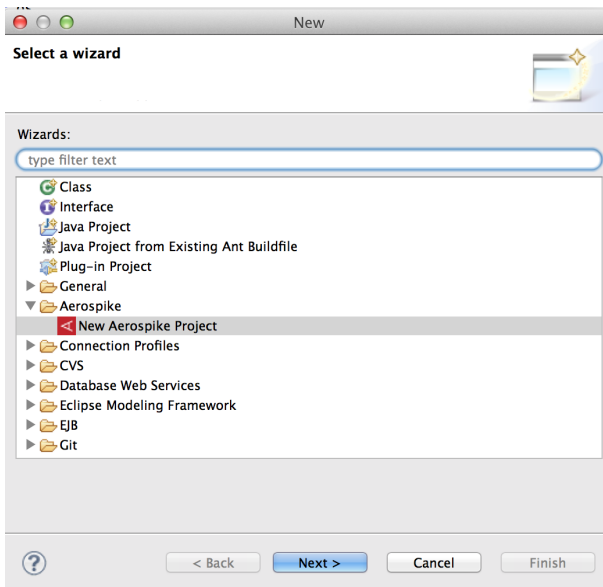 New
Select a wizard
Wizards:
type filter text
Class
Interface
Java Project
Java Project from Existing Ant Buildfile
Plug-in Project
General
Aerospike
New Aerospike Project
Connection Profiles
CVS
Database Web Services
Eclipse Modeling Framework
EJB
Git
? < Back Next > Cancel Finish